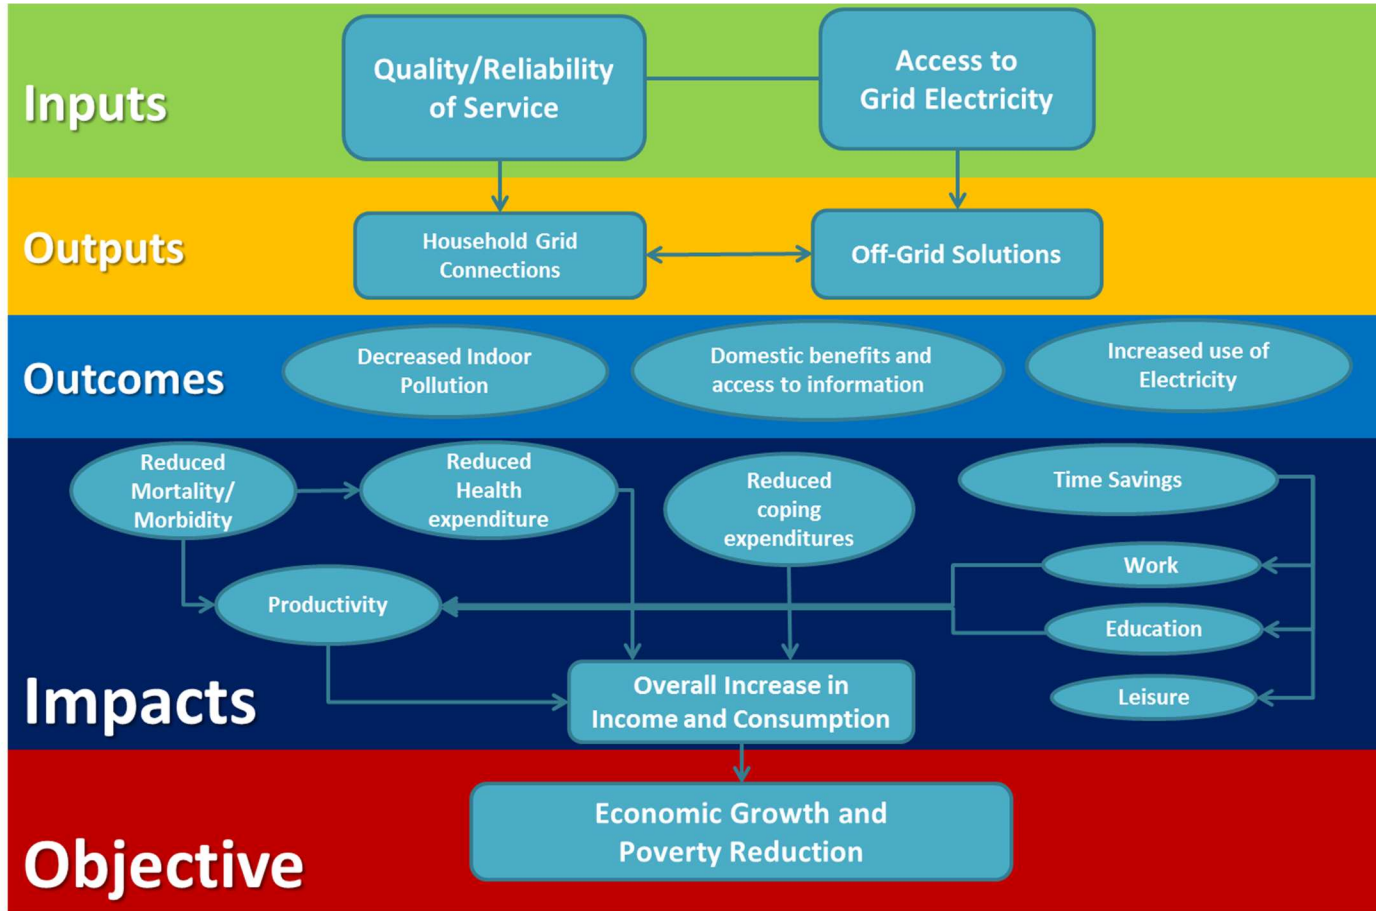 Inputs
Quality/Reliability
of Service
Access to
Grid Electricity
Outputs
Household Grid
Connections
Off-Grid Solutions
Outcomes
Decreased Indoor
Pollution
Domestic benefits and
access to information
Increased use of
Electricity
Impacts
Reduced
Mortality/
Morbidity
Reduced
Health
expenditure
Reduced
coping
expenditures
Time Savings
Work
Productivity
Education
Leisure
Overall Increase in
Income and Consumption
Objective
Economic Growth and
Poverty Reduction